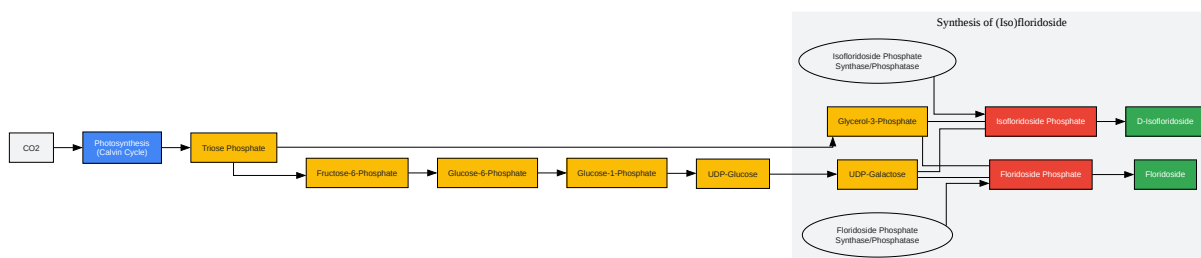 Synthesis of (Iso)floridoside
Isofloridoside Phosphate
Synthase/Phosphatase
Glycerol-3-Phosphate
Isofloridoside Phosphate
D-Isofloridoside
CO2
Photosynthesis
(Calvin Cycle)
Triose Phosphate
Fructose-6-Phosphate
Glucose-6-Phosphate
Glucose-1-Phosphate
UDP-Glucose
UDP-Galactose
Floridoside Phosphate
Floridoside
Floridoside Phosphate
Synthase/Phosphatase